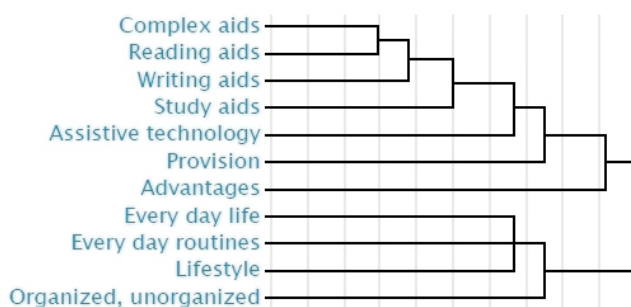 Complex aids
Reading aids
Writing aids
Study aids
Assistive technology
Provision
Advantages
Every day life
Every day routines
Lifestyle
Organized, unorganized